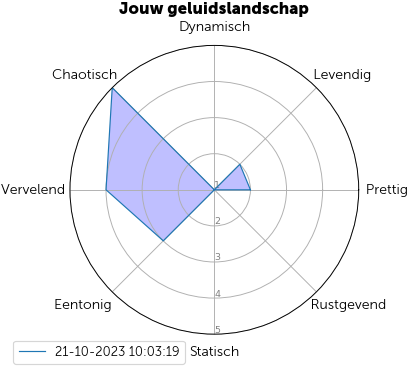 Jouw geluidslandschap
Dynamisch
Chaotisch
Levendig
Vervelend
1
Prettig
2
3
4
Eentonig
Rustgevend
5
21-10-2023 10:03:19
Statisch